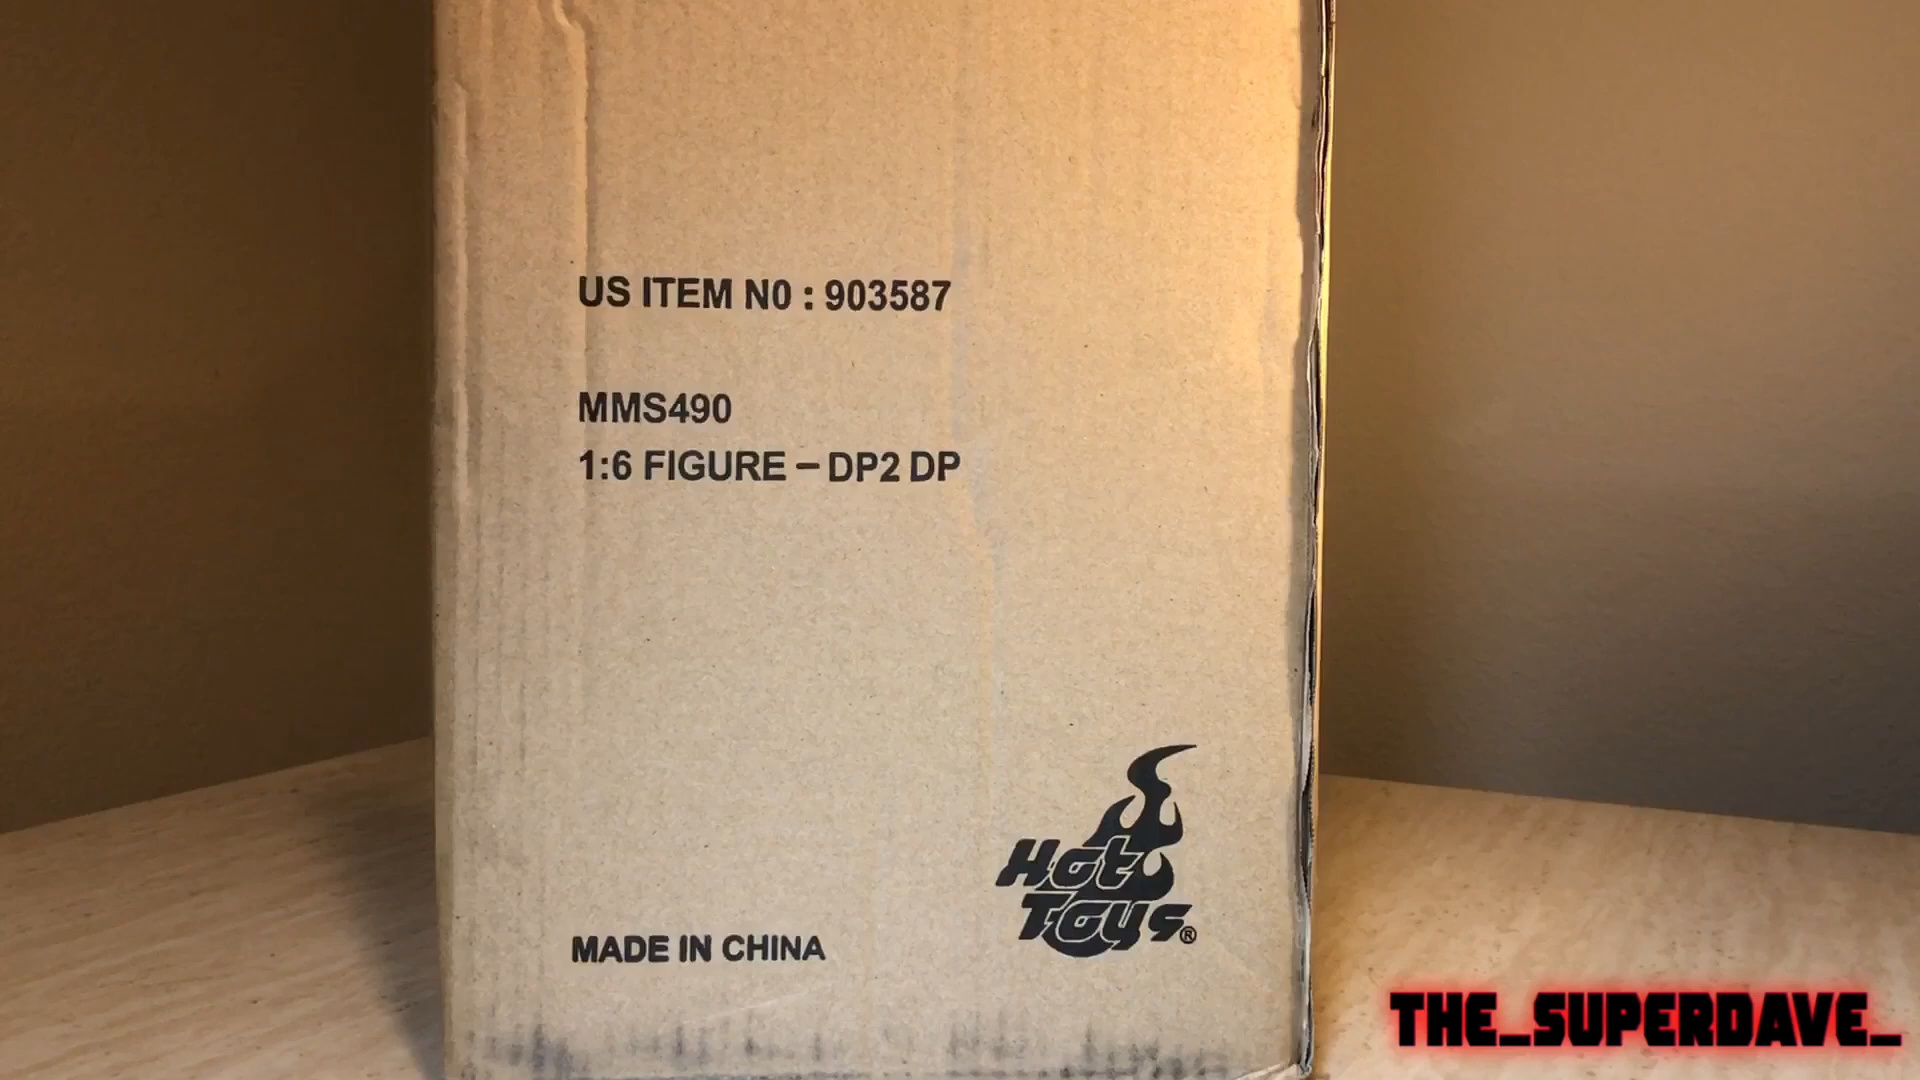 US ITEM N0 : 903587
MMS490
1:6 FIGURE – DP2 DP
Hot
Toys®
MADE IN CHINA
THE_SUPERDAVE_